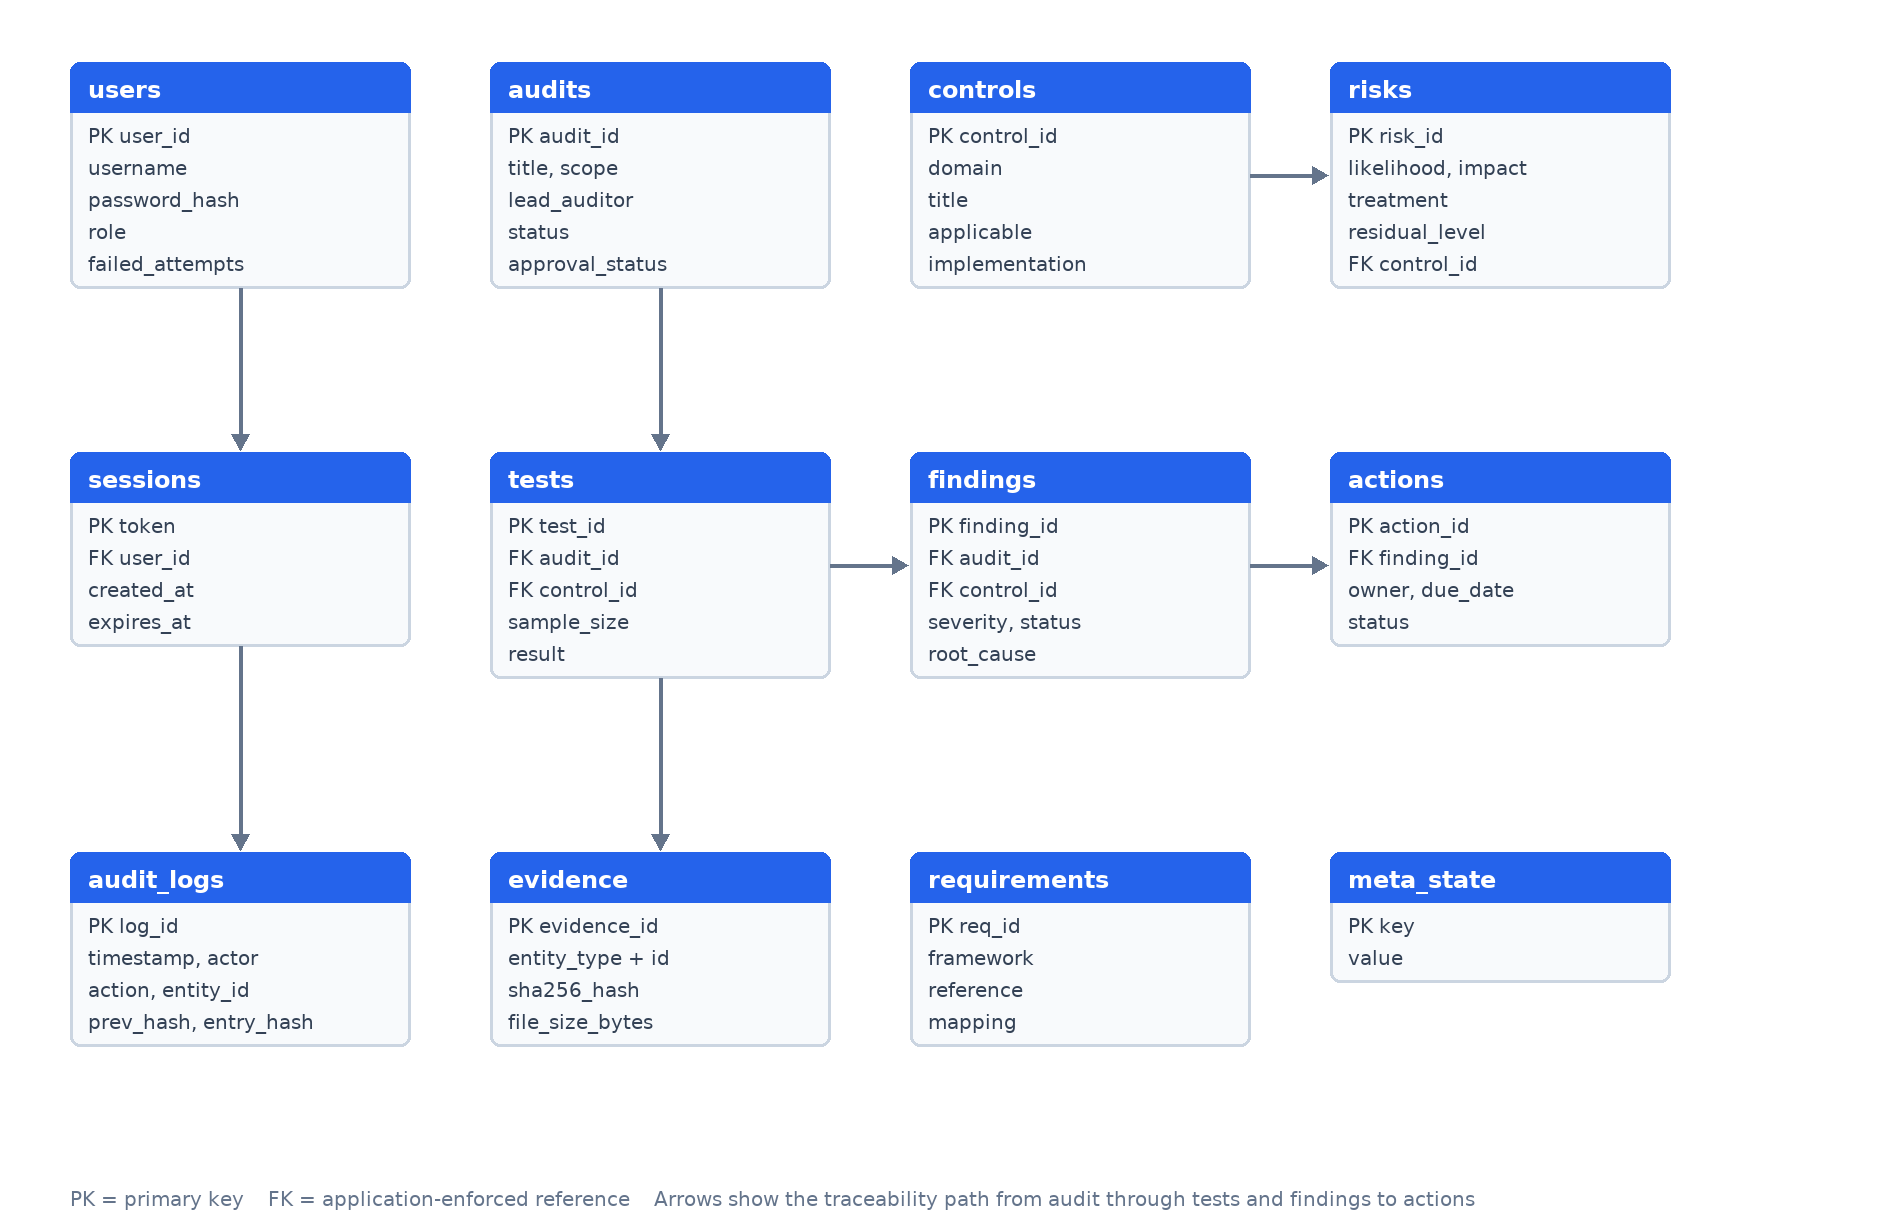 users
PK user_id
username
password_hash
role
failed_attempts
audits
PK audit_id
title, scope
lead_auditor
status
approval_status
controls
PK control_id
domain
title
applicable
implementation
risks
PK risk_id
likelihood, impact
treatment
residual_level
FK control_id
sessions
PK token
FK user_id
created_at
expires_at
tests
PK test_id
FK audit_id
FK control_id
sample_size
result
findings
PK finding_id
FK audit_id
FK control_id
severity, status
root_cause
actions
PK action_id
FK finding_id
owner, due_date
status
audit_logs
PK log_id
timestamp, actor
action, entity_id
prev_hash, entry_hash
evidence
PK evidence_id
entity_type + id
sha256_hash
file_size_bytes
requirements
PK req_id
framework
reference
mapping
meta_state
PK key
value
PK = primary key    FK = application-enforced reference    Arrows show the traceability path from audit through tests and findings to actions